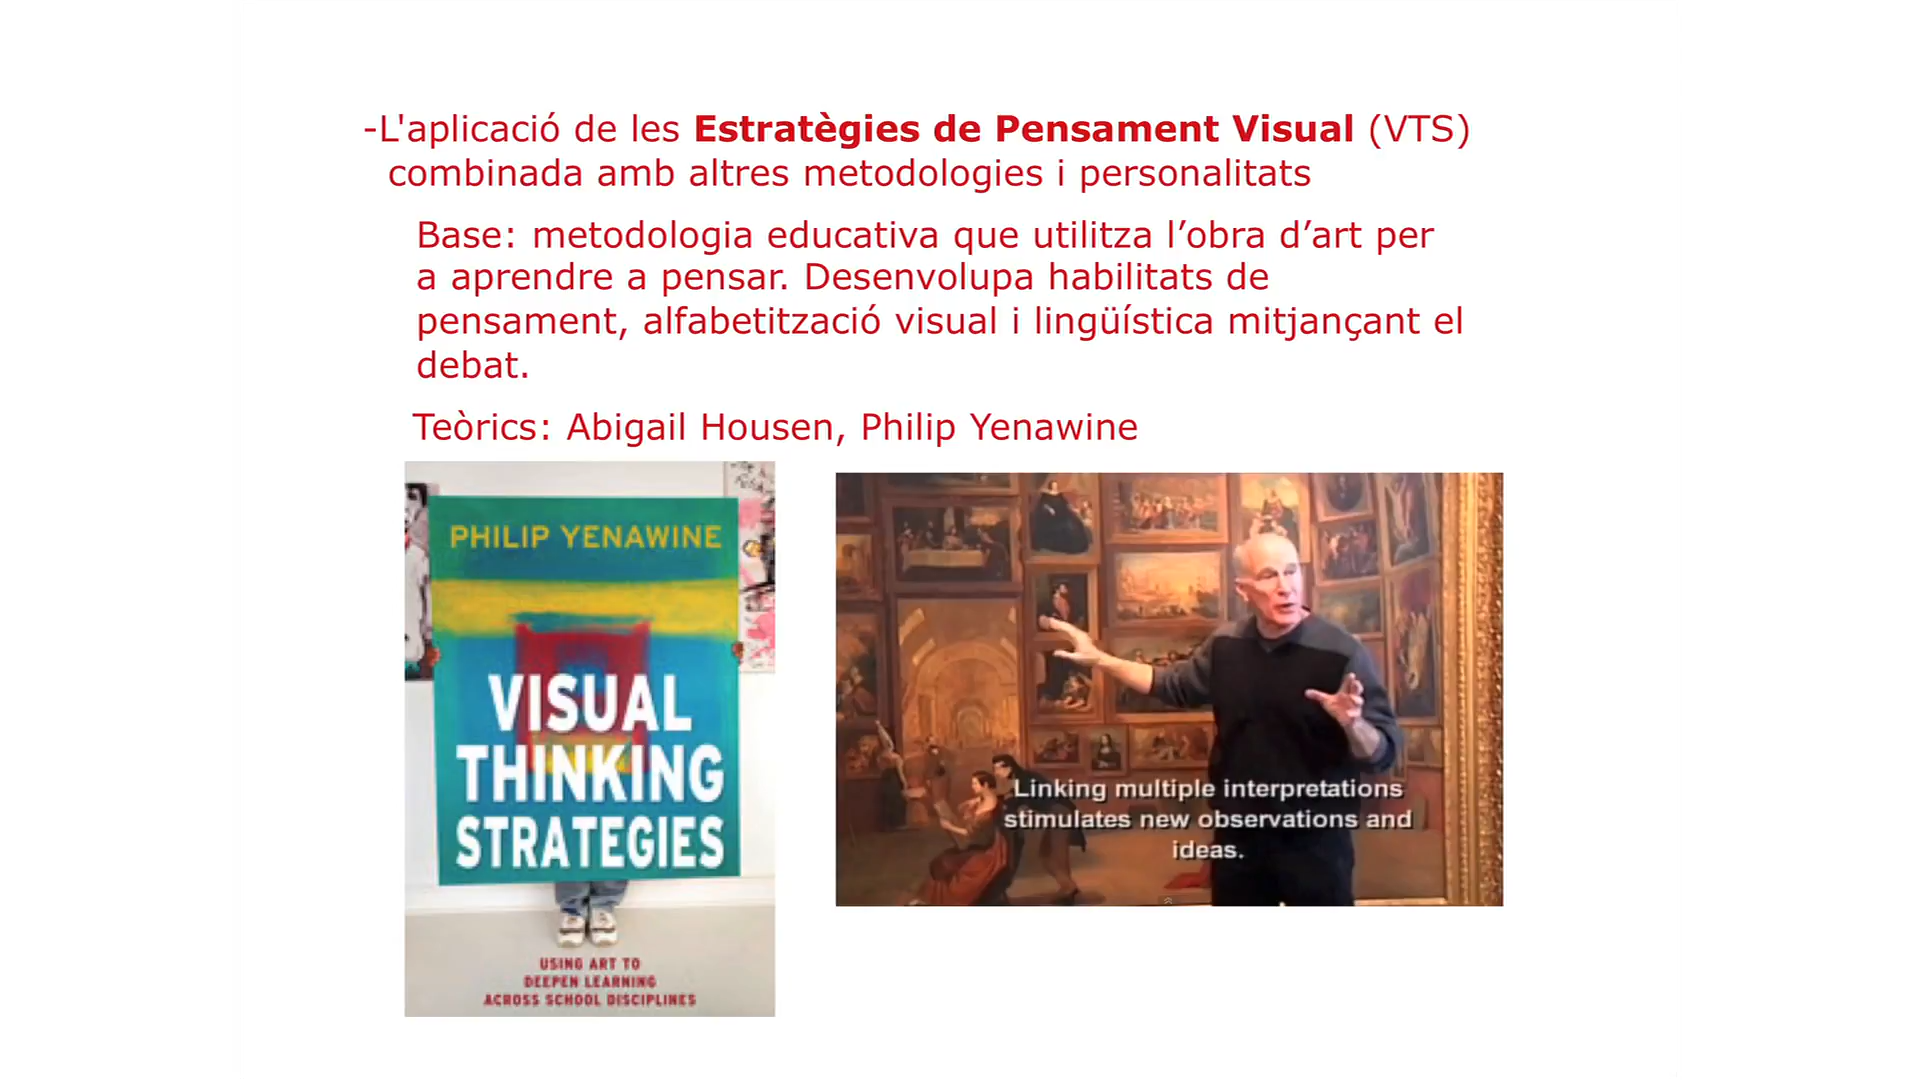 -L'aplicació de les Estratègies de Pensament Visual (VTS)
combinada amb altres metodologies i personalitats
Base: metodologia educativa que utilitza l’obra d’art per
a aprendre a pensar. Desenvolupa habilitats de
pensament, alfabetització visual i lingüística mitjançant el
debat.
Teòrics: Abigail Housen, Philip Yenawine
PHILIP YENAWINE
VISUAL
THINKING
STRATEGIES
USING ART TO
DEEPEN LEARNING
ACROSS SCHOOL DISCIPLINES
Linking multiple interpretations
stimulates new observations and
ideas.